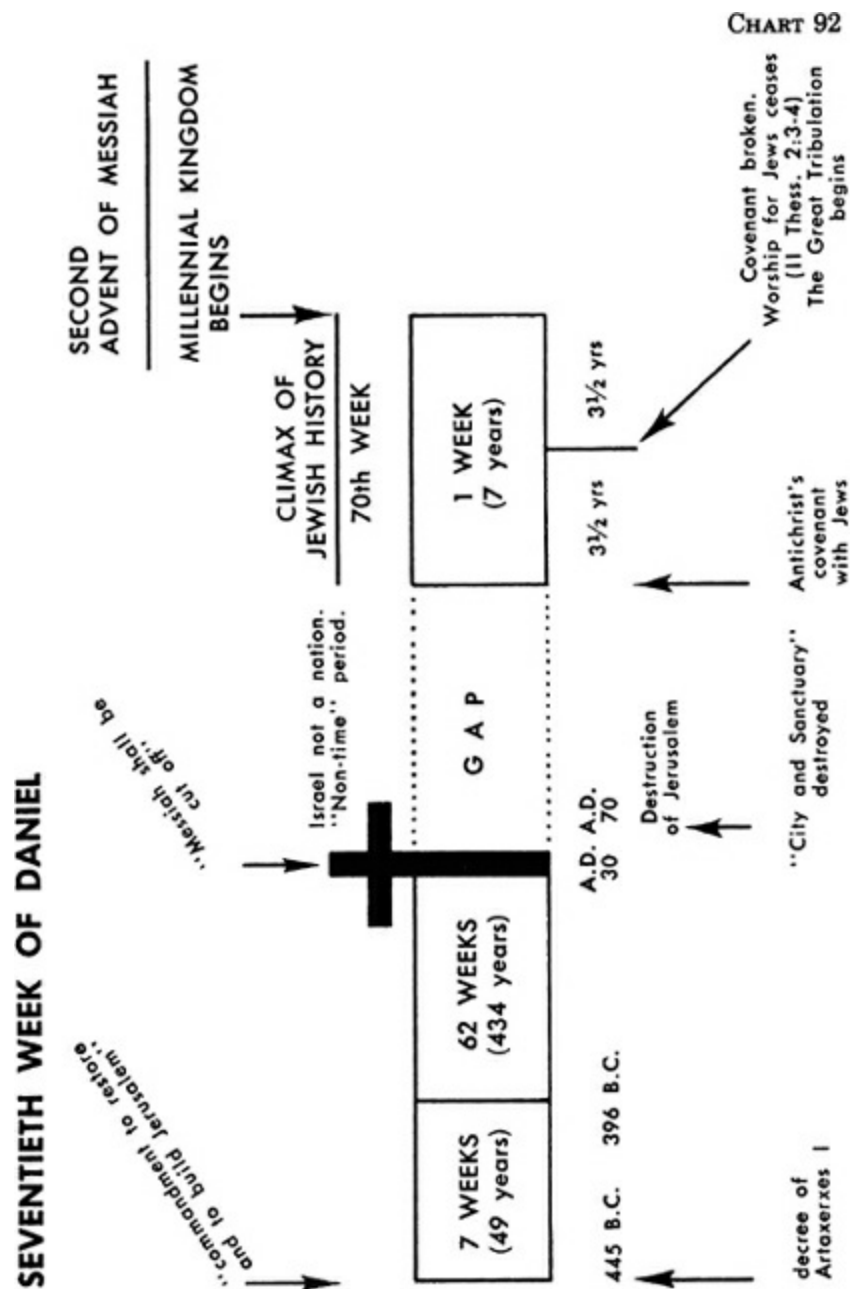 CHART 92
SEVENTIETH WEEK OF DANIEL
"commandment to restore
and to build Jerusalem"
"Messiah shall be
cut off"
SECOND
ADVENT OF MESSIAH
MILLENNIAL KINGDOM
BEGINS
Israel not a nation.
"Non-time" period.
CLIMAX OF
JEWISH HISTORY
70th WEEK
7 WEEKS
(49 years)
62 WEEKS
(434 years)
GAP
1 WEEK
(7 years)
445 B.C.
396 B.C.
A.D.
30
A.D.
70
3½ yrs
3½ yrs
Destruction
of Jerusalem
decree of
Artaxerxes I
"City and Sanctuary"
destroyed
Antichrist's
covenant
with Jews
Covenant broken.
Worship for Jews ceases
(II Thess. 2:3-4)
The Great Tribulation
begins